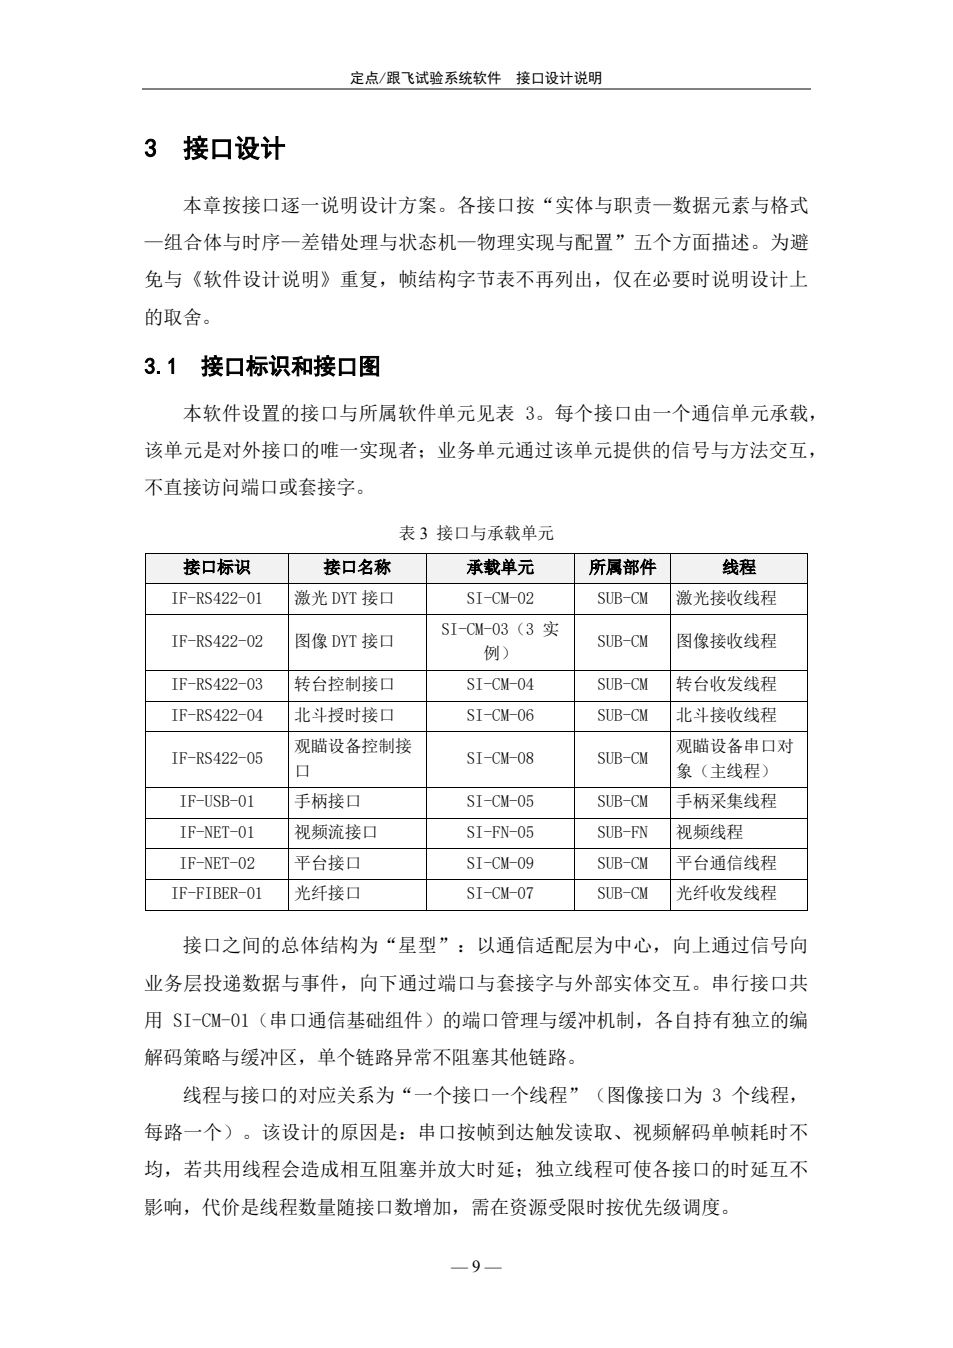 定点/跟飞试验系统软件　接口设计说明
3　接口设计
本章按接口逐一说明设计方案。各接口按“实体与职责—数据元素与格式
—组合体与时序—差错处理与状态机—物理实现与配置”五个方面描述。为避
免与《软件设计说明》重复，帧结构字节表不再列出，仅在必要时说明设计上
的取舍。
3.1　接口标识和接口图
本软件设置的接口与所属软件单元见表 3。每个接口由一个通信单元承载，
该单元是对外接口的唯一实现者；业务单元通过该单元提供的信号与方法交互，
不直接访问端口或套接字。
表 3 接口与承载单元
接口标识 接口名称 承载单元 所属部件 线程
IF-RS422-01 激光 DYT 接口 SI-CM-02 SUB-CM 激光接收线程
IF-RS422-02 图像 DYT 接口 SI-CM-03（3 实例） SUB-CM 图像接收线程
IF-RS422-03 转台控制接口 SI-CM-04 SUB-CM 转台收发线程
IF-RS422-04 北斗授时接口 SI-CM-06 SUB-CM 北斗接收线程
IF-RS422-05 观瞄设备控制接口 SI-CM-08 SUB-CM 观瞄设备串口对象（主线程）
IF-USB-01 手柄接口 SI-CM-05 SUB-CM 手柄采集线程
IF-NET-01 视频流接口 SI-FN-05 SUB-FN 视频线程
IF-NET-02 平台接口 SI-CM-09 SUB-CM 平台通信线程
IF-FIBER-01 光纤接口 SI-CM-07 SUB-CM 光纤收发线程
接口之间的总体结构为“星型”：以通信适配层为中心，向上通过信号向
业务层投递数据与事件，向下通过端口与套接字与外部实体交互。串行接口共
用 SI-CM-01（串口通信基础组件）的端口管理与缓冲机制，各自持有独立的编
解码策略与缓冲区，单个链路异常不阻塞其他链路。
线程与接口的对应关系为“一个接口一个线程”（图像接口为 3 个线程，
每路一个）。该设计的原因是：串口按帧到达触发读取、视频解码单帧耗时不
均，若共用线程会造成相互阻塞并放大时延；独立线程可使各接口的时延互不
影响，代价是线程数量随接口数增加，需在资源受限时按优先级调度。
— 9 —